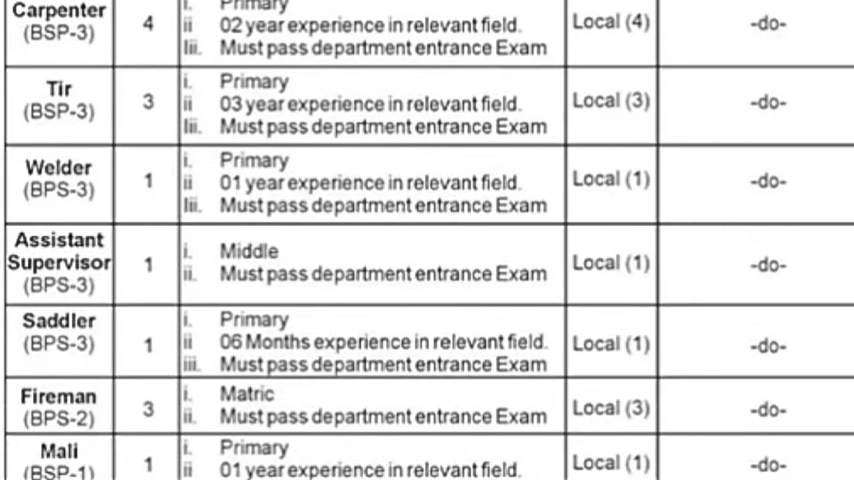 Carpenter
(BSP-3)
4
i. Primary
ii 02 year experience in relevant field.
Iii. Must pass department entrance Exam
Local (4)
-do-
Tir
(BSP-3)
3
i. Primary
ii 03 year experience in relevant field.
Iii. Must pass department entrance Exam
Local (3)
-do-
Welder
(BPS-3)
1
i. Primary
ii 01 year experience in relevant field.
Iii. Must pass department entrance Exam
Local (1)
-do-
Assistant
Supervisor
(BPS-3)
1
i. Middle
ii. Must pass department entrance Exam
Local (1)
-do-
Saddler
(BPS-3)
1
i. Primary
ii 06 Months experience in relevant field.
iii. Must pass department entrance Exam
Local (1)
-do-
Fireman
(BPS-2)
3
i. Matric
ii. Must pass department entrance Exam
Local (3)
-do-
Mali
(BSP-1)
1
i. Primary
ii 01 year experience in relevant field.
Local (1)
-do-